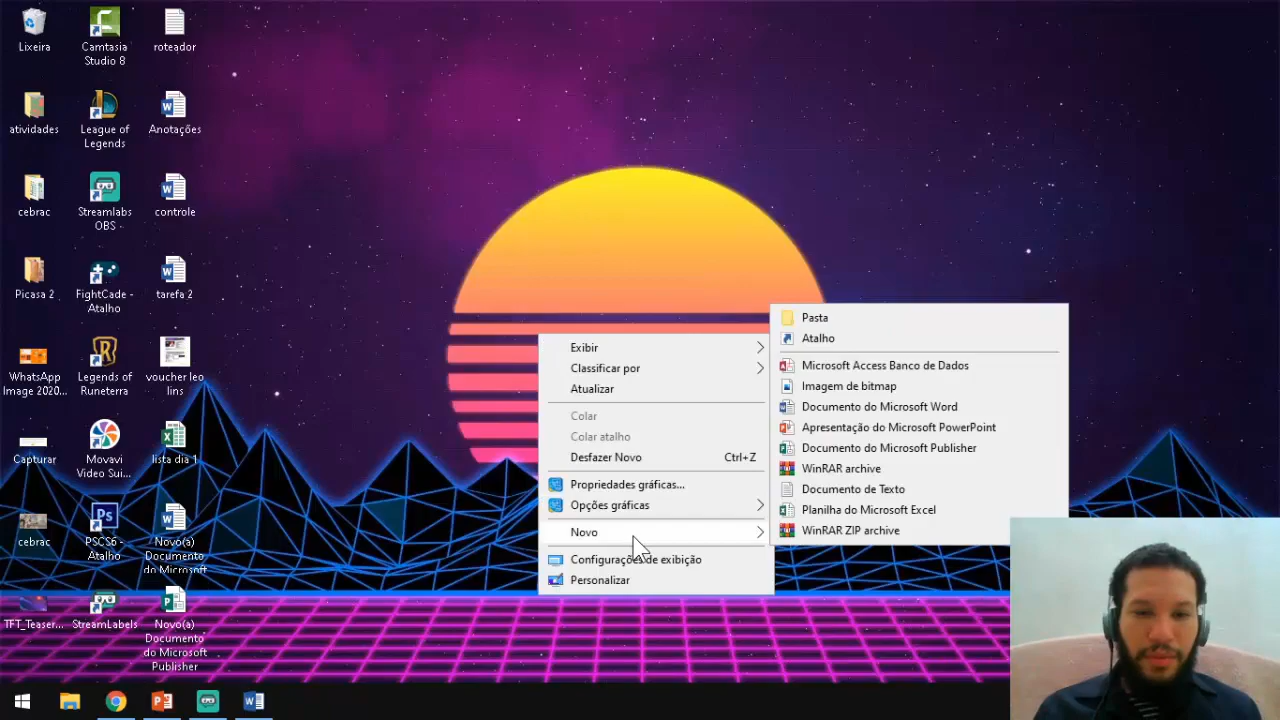 Lixeira
Camtasia
Studio 8
roteador
atividades
League of
Legends
Anotações
cebrac
Streamlabs
OBS
controle
Picasa 2
FightCade -
Atalho
tarefa 2
WhatsApp
Image 2020...
Legends of
Runeterra
voucher leo
lins
Capturar
Movavi
Video Sui...
lista dia 1
cebrac
PSCS6 -
Atalho
Novo(a)
Documento
do Microsoft
TFT_Teaser...
StreamLabels
Novo(a)
Documento
do Microsoft
Publisher
Exibir
Classificar por
Atualizar
Colar
Colar atalho
Desfazer Novo Ctrl+Z
Propriedades gráficas...
Opções gráficas
Novo
Configurações de exibição
Personalizar
Pasta
Atalho
Microsoft Access Banco de Dados
Imagem de bitmap
Documento do Microsoft Word
Apresentação do Microsoft PowerPoint
Documento do Microsoft Publisher
WinRAR archive
Documento de Texto
Planilha do Microsoft Excel
WinRAR ZIP archive